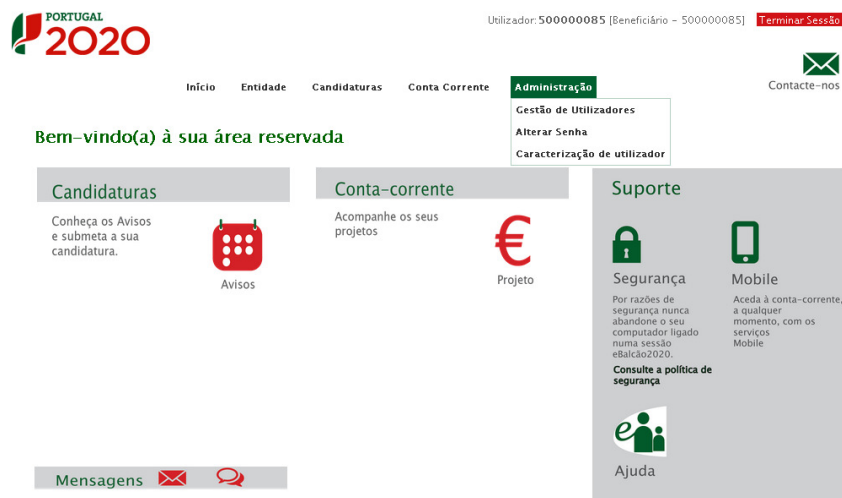 PORTUGAL
2020
Utilizador: 500000085 [Beneficiário - 500000085] Terminar Sessão
Contacte-nos
Início Entidade Candidaturas Conta Corrente Administração
Gestão de Utilizadores
Alterar Senha
Caracterização de utilizador
Bem-vindo(a) à sua área reservada
Candidaturas
Conheça os Avisos
e submeta a sua
candidatura.
Avisos
Conta-corrente
Acompanhe os seus
projetos
€
Projeto
Suporte
Segurança
Por razões de
segurança nunca
abandone o seu
computador ligado
numa sessão
eBalcão2020.
Consulte a política de
segurança
Mobile
Aceda à conta-corrente,
a qualquer
momento, com os
serviços
Mobile
Ajuda
Mensagens